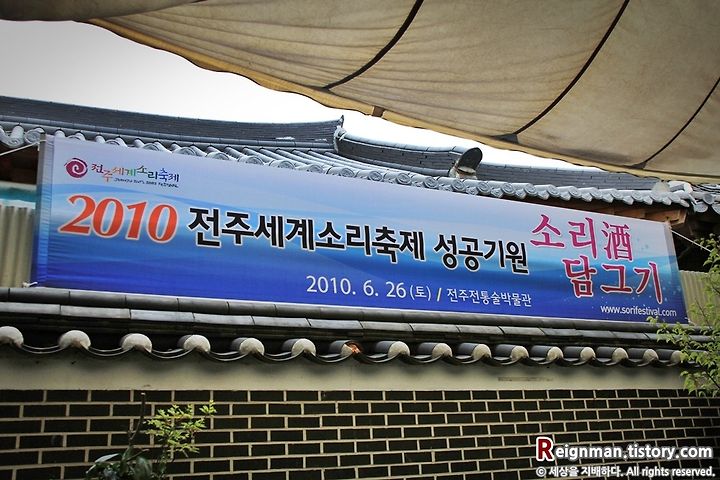 전주세계소리축제
2010 전주세계소리축제 성공기원
소리酒
담그기
2010. 6. 26(토) / 전주전통술박물관
www.sorifestival.com
Reignman.tistory.com
© 세상을 지배하다. All rights reserved.